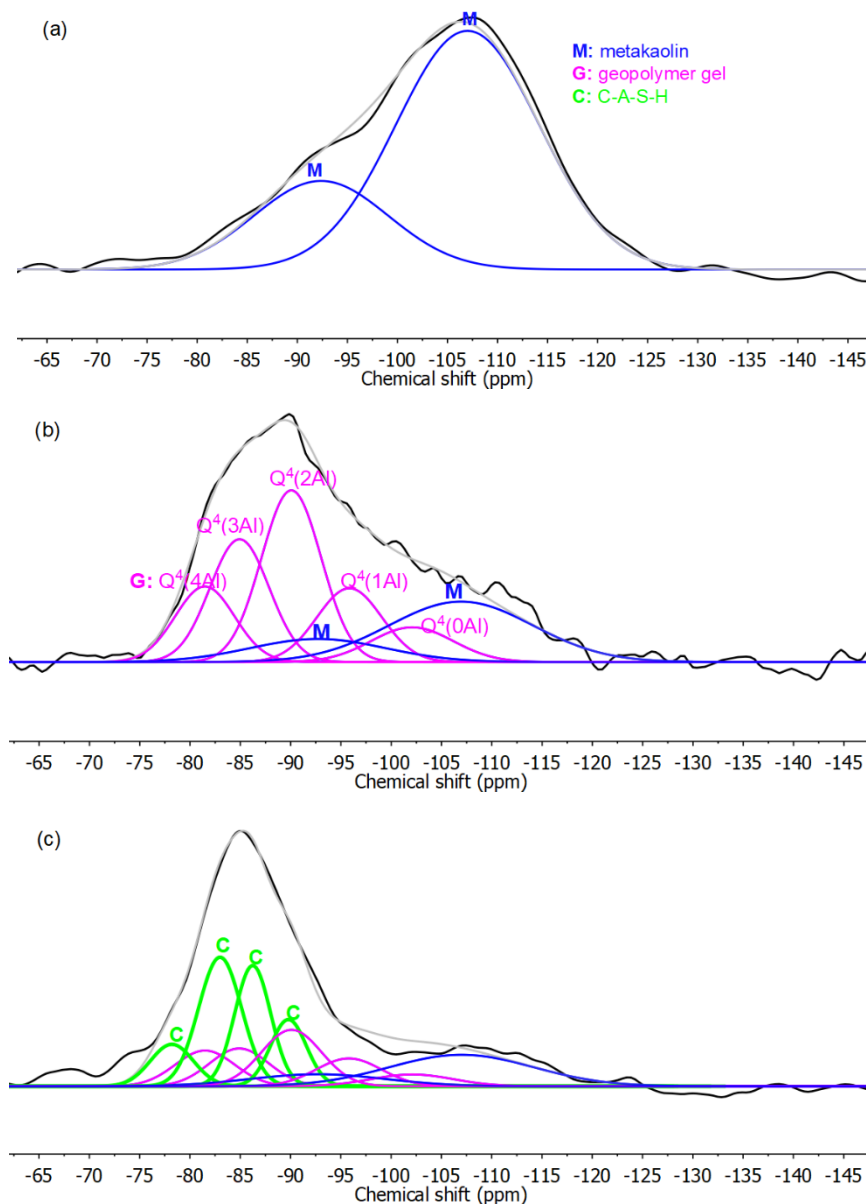 (a)
M
M: metakaolin
G: geopolymer gel
C: C-A-S-H
M
-65 -70 -75 -80 -85 -90 -95 -100 -105 -110 -115 -120 -125 -130 -135 -140 -145
Chemical shift (ppm)
(b)
Q⁴(2Al)
Q⁴(3Al)
G: Q⁴(4Al)
Q⁴(1Al)
M
Q⁴(0Al)
M
-65 -70 -75 -80 -85 -90 -95 -100 -105 -110 -115 -120 -125 -130 -135 -140 -145
Chemical shift (ppm)
(c)
C
C
C
C
-65 -70 -75 -80 -85 -90 -95 -100 -105 -110 -115 -120 -125 -130 -135 -140 -145
Chemical shift (ppm)